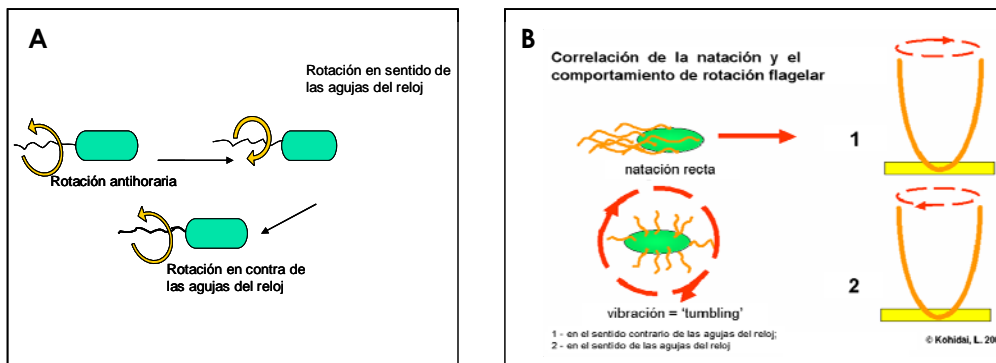 A
Rotación en sentido de
las agujas del reloj
Rotación antihoraria
Rotación en contra de
las agujas del reloj
B
Correlación de la natación y el
comportamiento de rotación flagelar
1
natación recta
2
vibración = ‘tumbling’
1 - en el sentido contrario de las agujas del reloj;
2 - en el sentido de las agujas del reloj
© Kohidai, L.